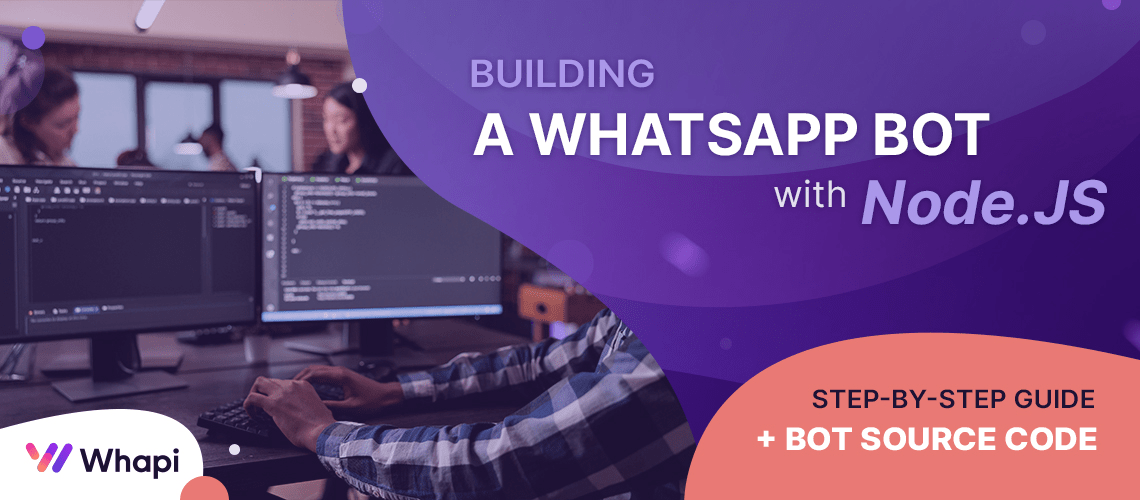 BUILDING
A WHATSAPP BOT
with Node.JS
STEP-BY-STEP GUIDE
+ BOT SOURCE CODE
Whapi